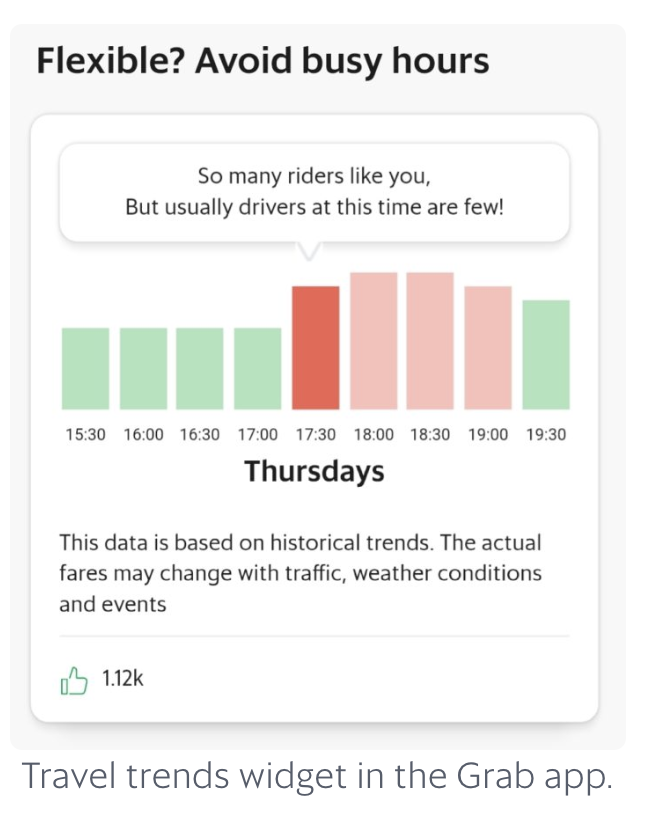 Flexible? Avoid busy hours
So many riders like you,
But usually drivers at this time are few!
15:30 16:00 16:30 17:00 17:30 18:00 18:30 19:00 19:30
Thursdays
This data is based on historical trends. The actual
fares may change with traffic, weather conditions
and events
1.12k
Travel trends widget in the Grab app.